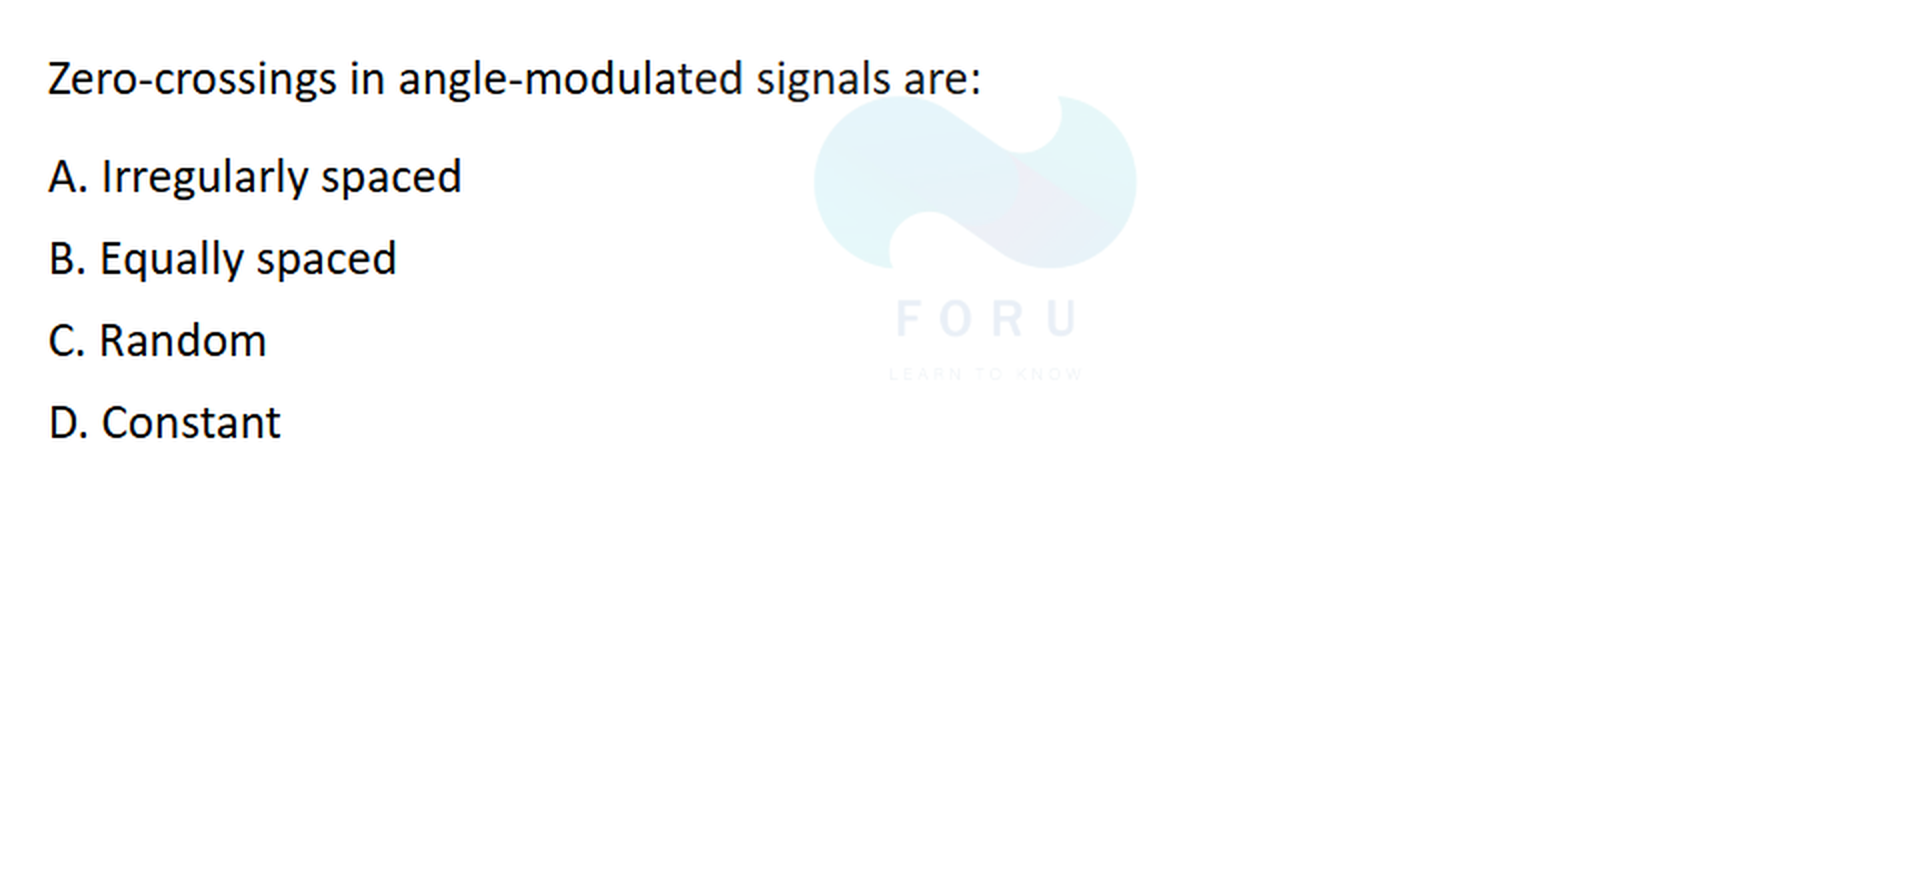 Zero-crossings in angle-modulated signals are:
A. Irregularly spaced
B. Equally spaced
C. Random
D. Constant
FORU
LEARN TO KNOW